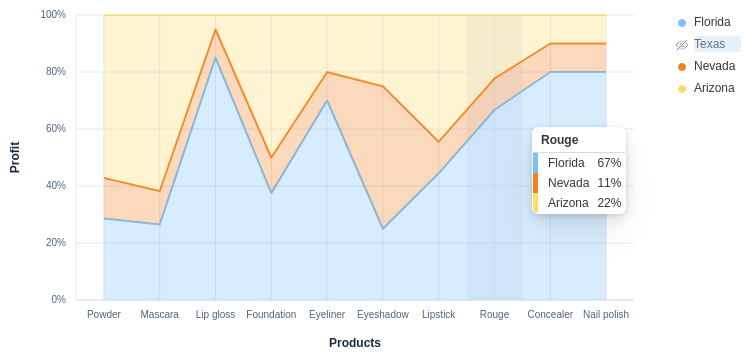 100%
80%
60%
40%
20%
0%
Profit
Powder Mascara Lip gloss Foundation Eyeliner Eyeshadow Lipstick Rouge Concealer Nail polish
Products
Florida
Texas
Nevada
Arizona
Rouge
Florida 67%
Nevada 11%
Arizona 22%